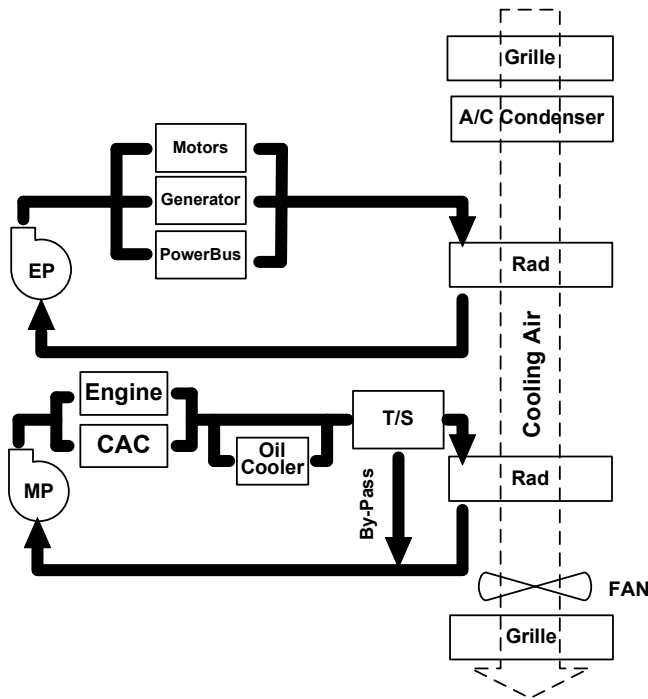 Grille
A/C Condenser
Motors
Generator
PowerBus
EP
Rad
Cooling Air
Engine
CAC
T/S
Oil
Cooler
MP
By-Pass
Rad
FAN
Grille